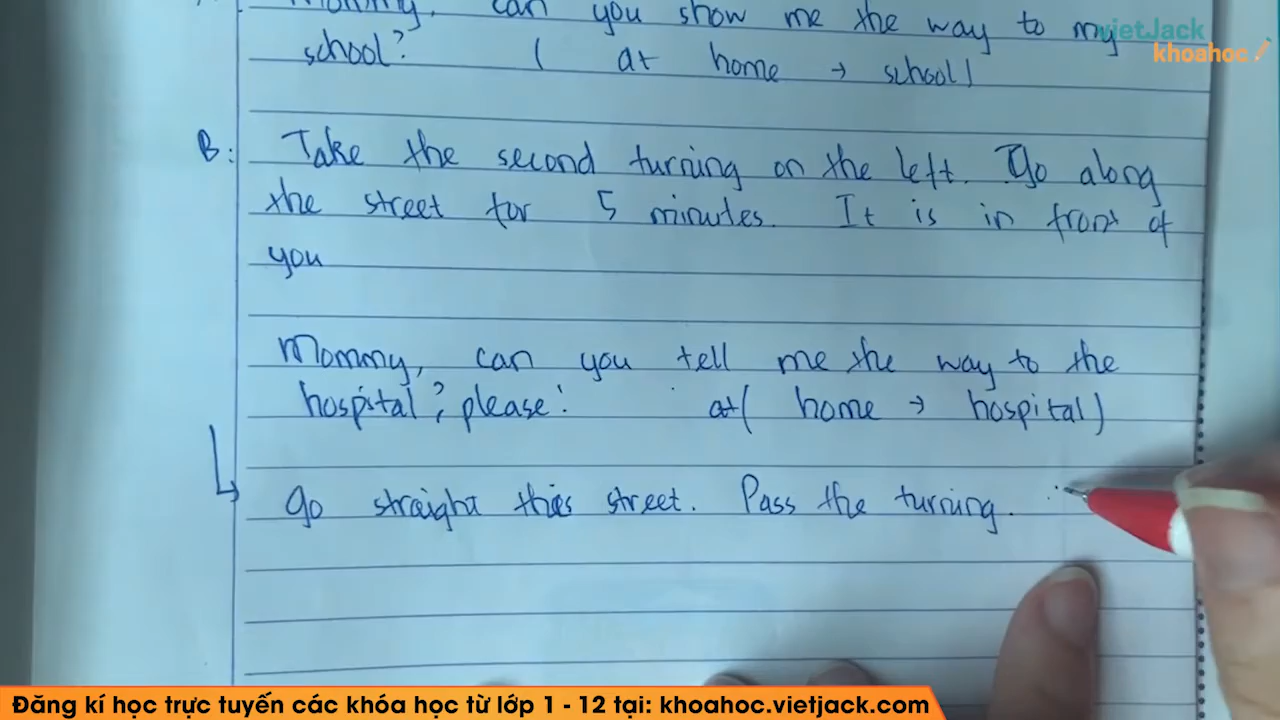 Mommy, can you show me the way to my
school? ( at home → school)
B: Take the second turning on the left. Go along
the street for 5 minutes. It is in front of
you
Mommy, can you tell me the way to the
hospital, please? at( home → hospital)
Go straight this street. Pass the turning.
vietJack
khoahoc
Đăng kí học trực tuyến các khóa học từ lớp 1 - 12 tại: khoahoc.vietjack.com